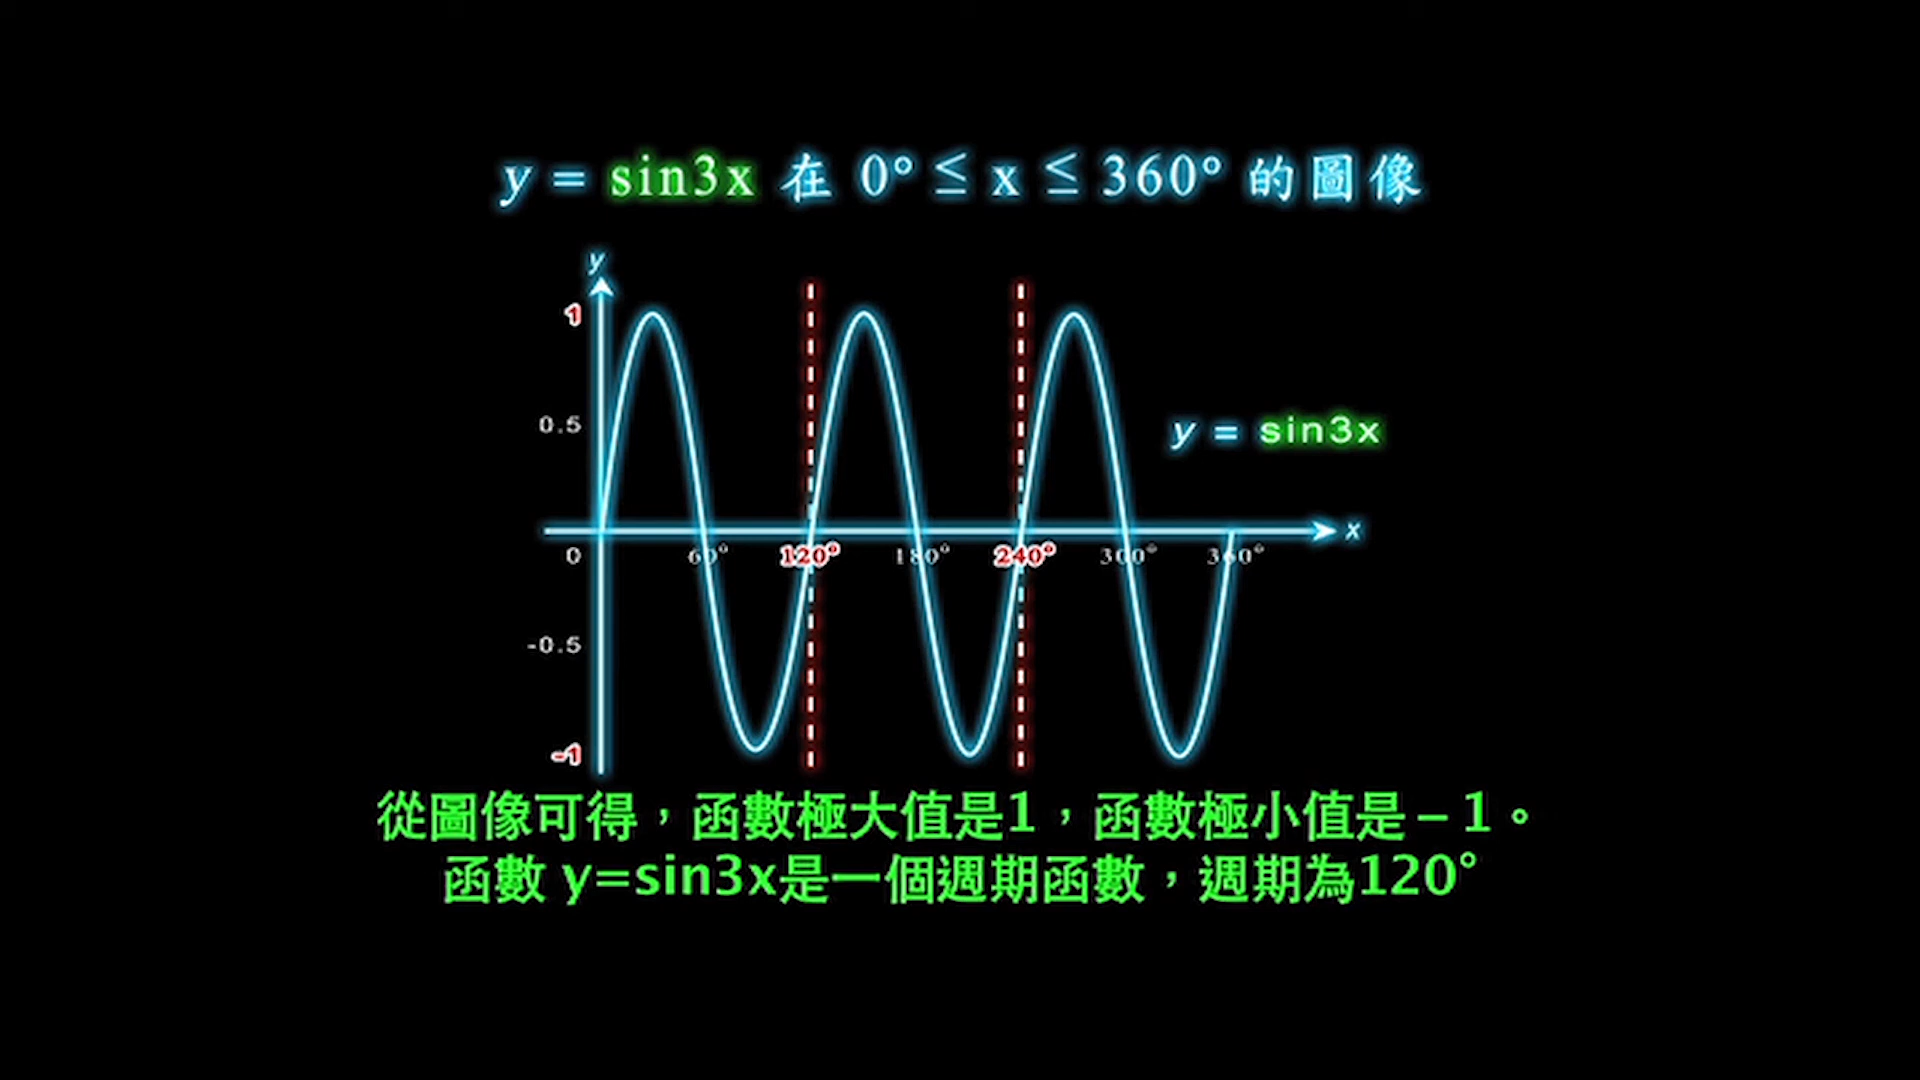 y = sin3x 在 0° ≤ x ≤ 360° 的圖像
y
1
0.5
y = sin3x
x
0 60° 120° 180° 240° 300° 360°
-0.5
-1
從圖像可得，函數極大值是1，函數極小值是－1。
函數 y=sin3x是一個週期函數，週期為120°